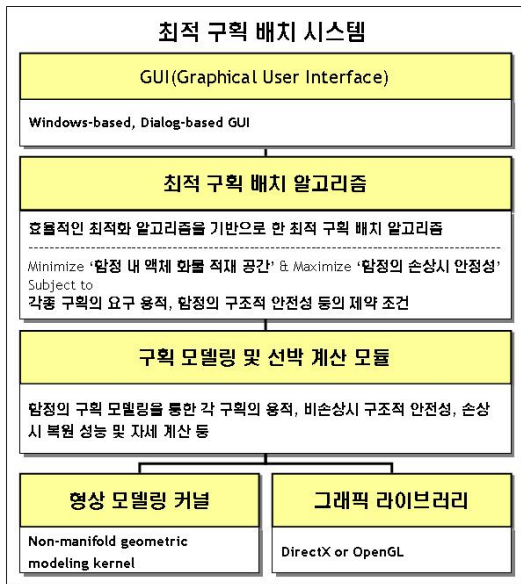 최적 구획 배치 시스템
GUI(Graphical User Interface)
Windows-based, Dialog-based GUI
최적 구획 배치 알고리즘
효율적인 최적화 알고리즘을 기반으로 한 최적 구획 배치 알고리즘
Minimize ‘함정 내 액체 화물 적재 공간’ & Maximize ‘함정의 손상시 안정성’
Subject to
각종 구획의 요구 용적, 함정의 구조적 안전성 등의 제약 조건
구획 모델링 및 선박 계산 모듈
함정의 구획 모델링을 통한 각 구획의 용적, 비손상시 구조적 안전성, 손상
시 복원 성능 및 자세 계산 등
형상 모델링 커널
Non-manifold geometric
modeling kernel
그래픽 라이브러리
DirectX or OpenGL